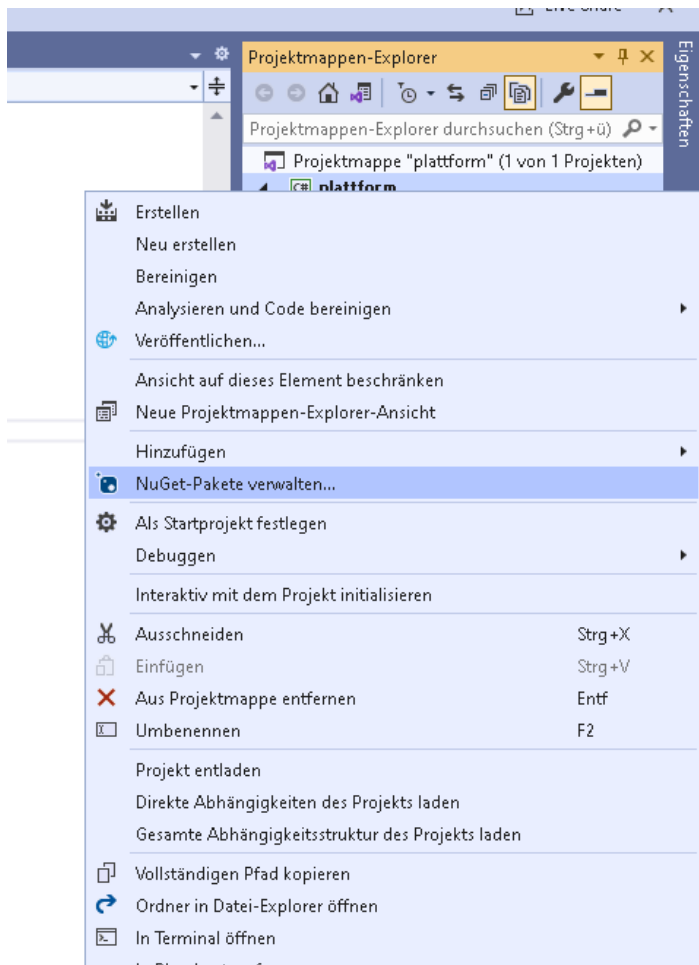 Live Share
Projektmappen-Explorer
Eigenschaften
Projektmappen-Explorer durchsuchen (Strg+ü)
Projektmappe "plattform" (1 von 1 Projekten)
C# plattform
Erstellen
Neu erstellen
Bereinigen
Analysieren und Code bereinigen
Veröffentlichen...
Ansicht auf dieses Element beschränken
Neue Projektmappen-Explorer-Ansicht
Hinzufügen
NuGet-Pakete verwalten...
Als Startprojekt festlegen
Debuggen
Interaktiv mit dem Projekt initialisieren
Ausschneiden Strg+X
Einfügen Strg+V
Aus Projektmappe entfernen Entf
Umbenennen F2
Projekt entladen
Direkte Abhängigkeiten des Projekts laden
Gesamte Abhängigkeitsstruktur des Projekts laden
Vollständigen Pfad kopieren
Ordner in Datei-Explorer öffnen
In Terminal öffnen